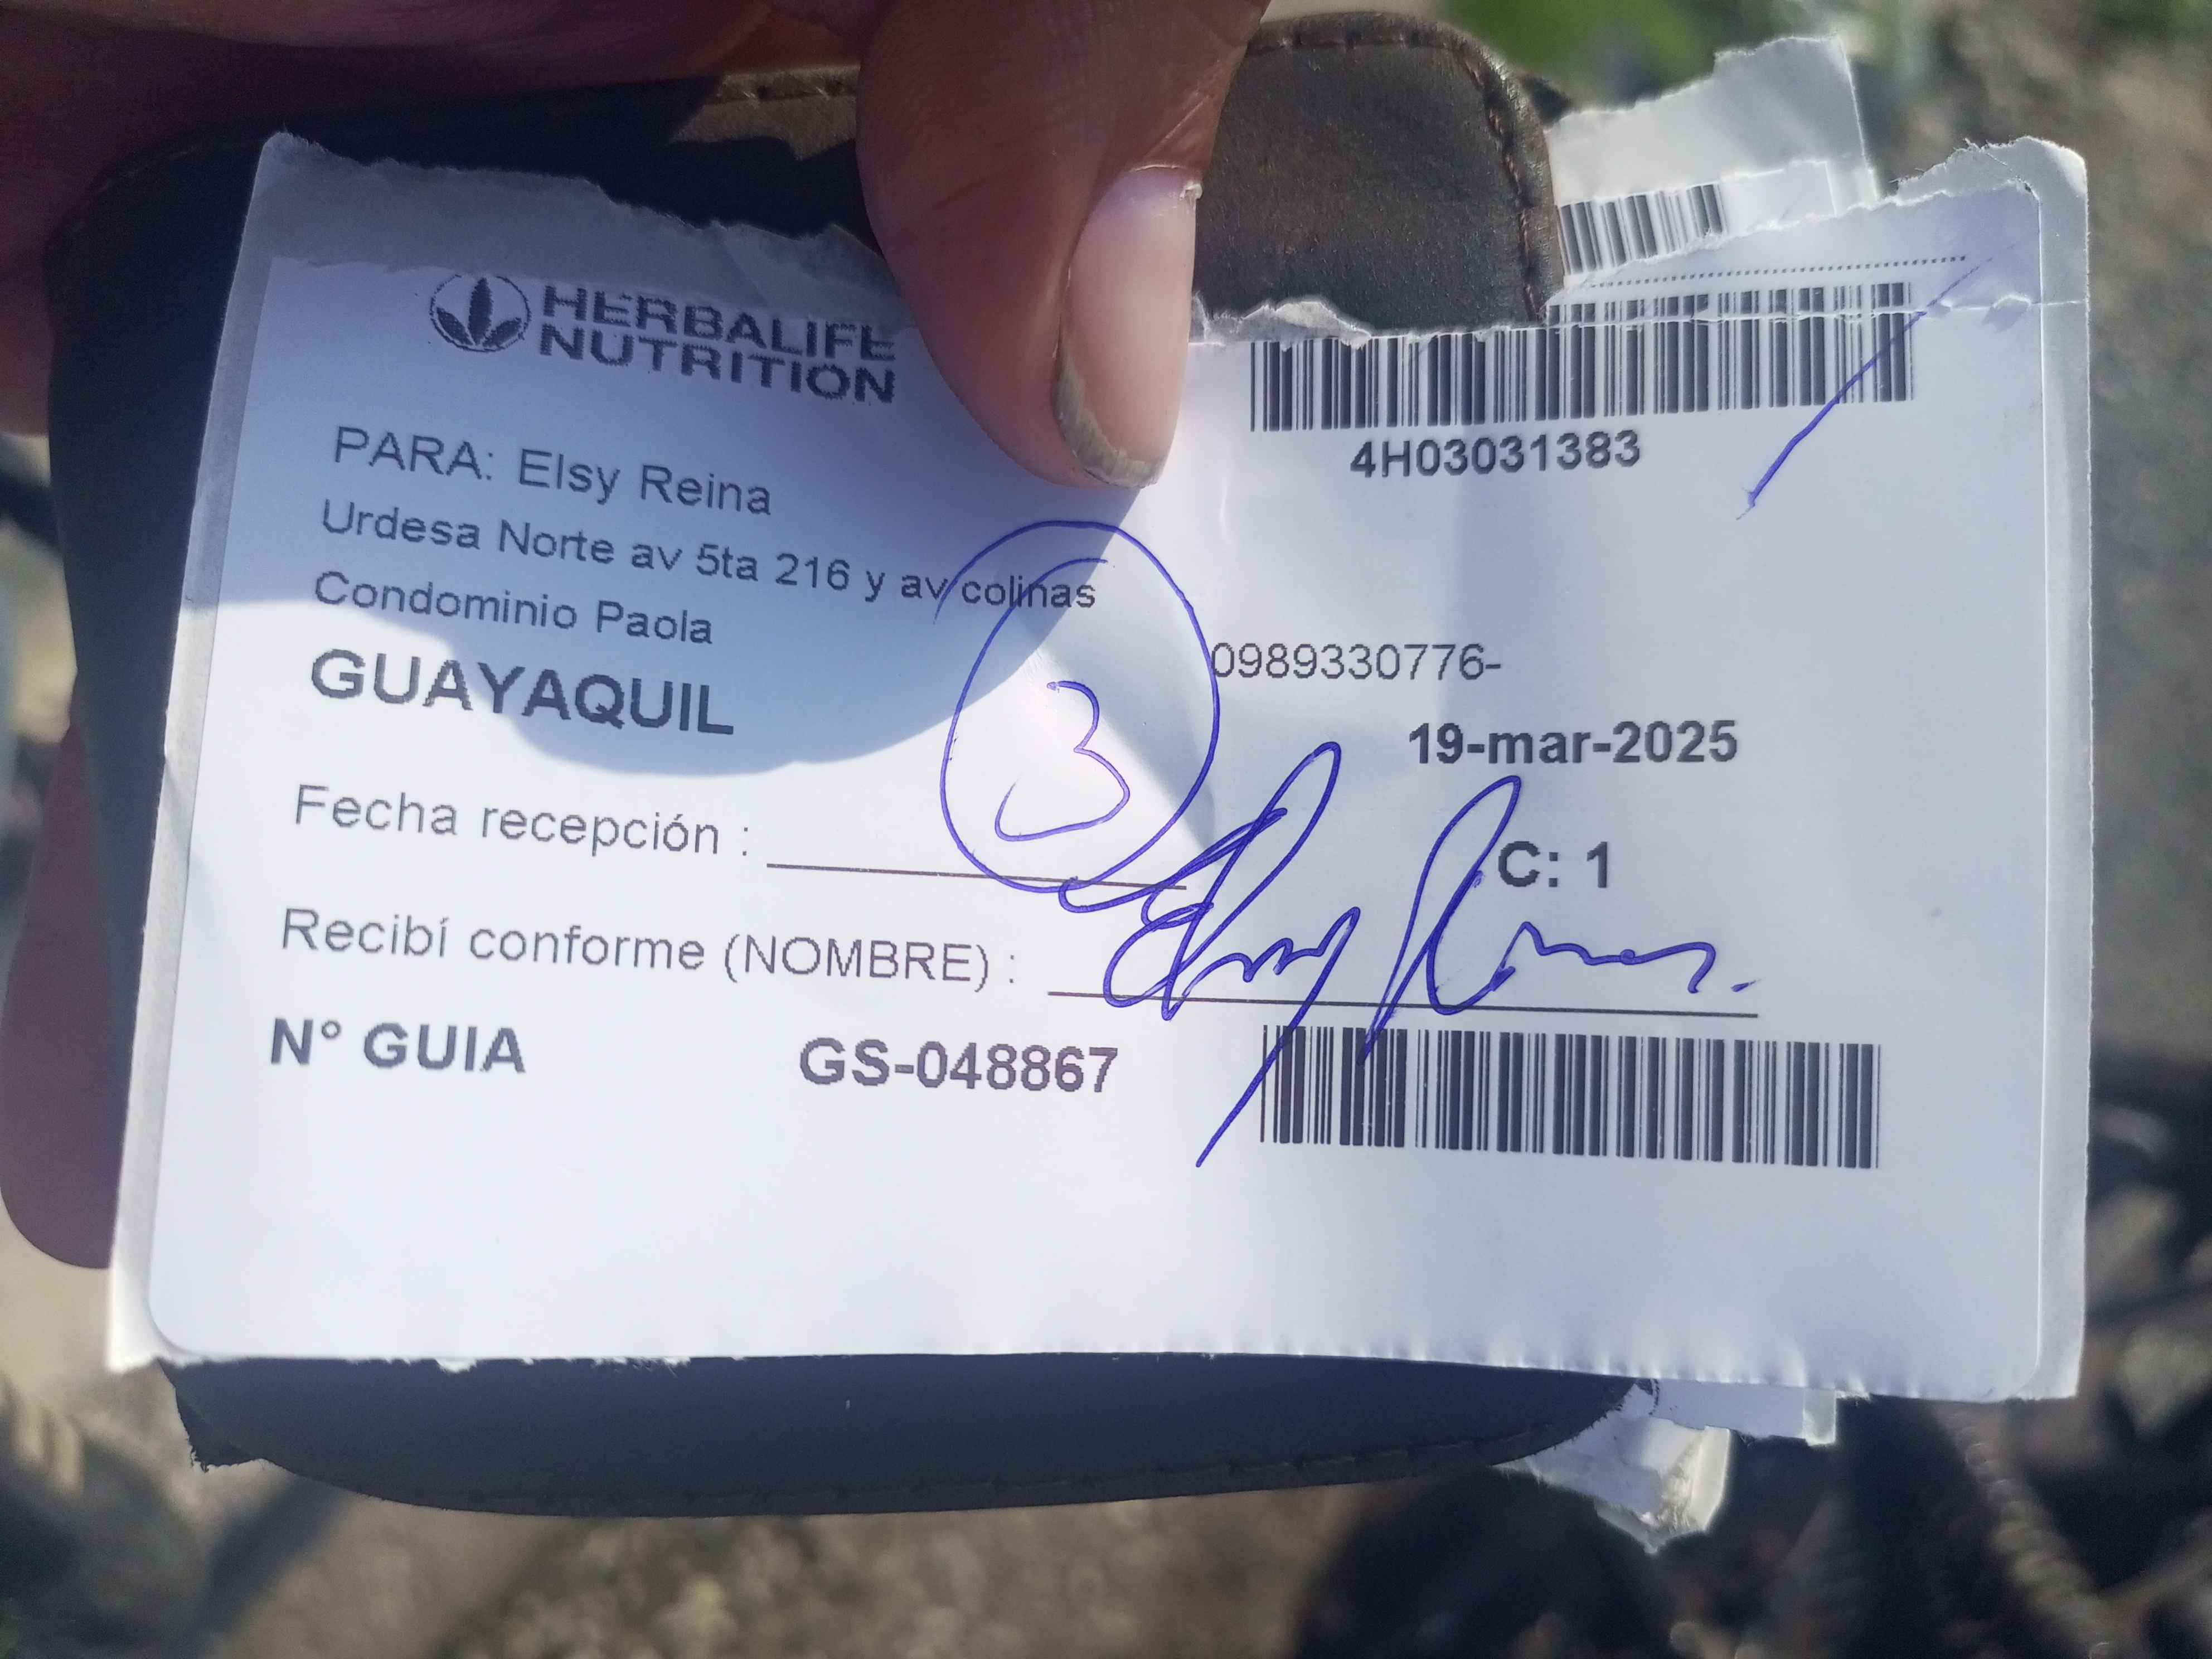 HERBALIFE
NUTRITION
4H03031383
PARA: Elsy Reina
Urdesa Norte av 5ta 216 y av colinas
Condominio Paola
0989330776-
GUAYAQUIL
19-mar-2025
3
Fecha recepción :
C: 1
Recibí conforme (NOMBRE) :
N° GUIA GS-048867